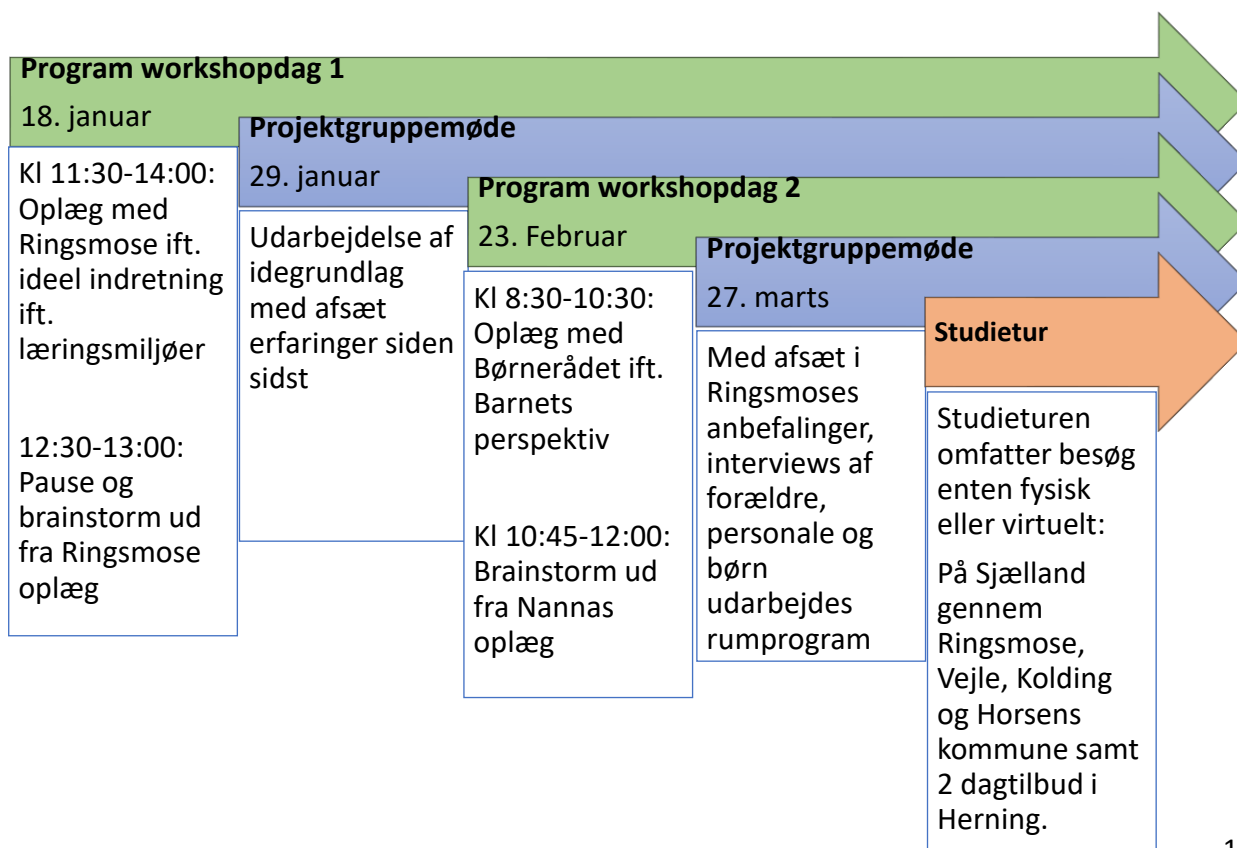 Program workshopdag 1
18. januar
Kl 11:30-14:00:
Oplæg med
Ringsmose ift.
ideel indretning
ift.
læringsmiljøer
12:30-13:00:
Pause og
brainstorm ud
fra Ringsmose
oplæg
Projektgruppemøde
29. januar
Udarbejdelse af
idegrundlag
med afsæt
erfaringer siden
sidst
Program workshopdag 2
23. Februar
Kl 8:30-10:30:
Oplæg med
Børnerådet ift.
Barnets
perspektiv
Kl 10:45-12:00:
Brainstorm ud
fra Nannas
oplæg
Projektgruppemøde
27. marts
Med afsæt i
Ringsmoses
anbefalinger,
interviews af
forældre,
personale og
børn
udarbejdes
rumprogram
Studietur
Studieturen
omfatter besøg
enten fysisk
eller virtuelt:
På Sjælland
gennem
Ringsmose,
Vejle, Kolding
og Horsens
kommune samt
2 dagtilbud i
Herning.
1